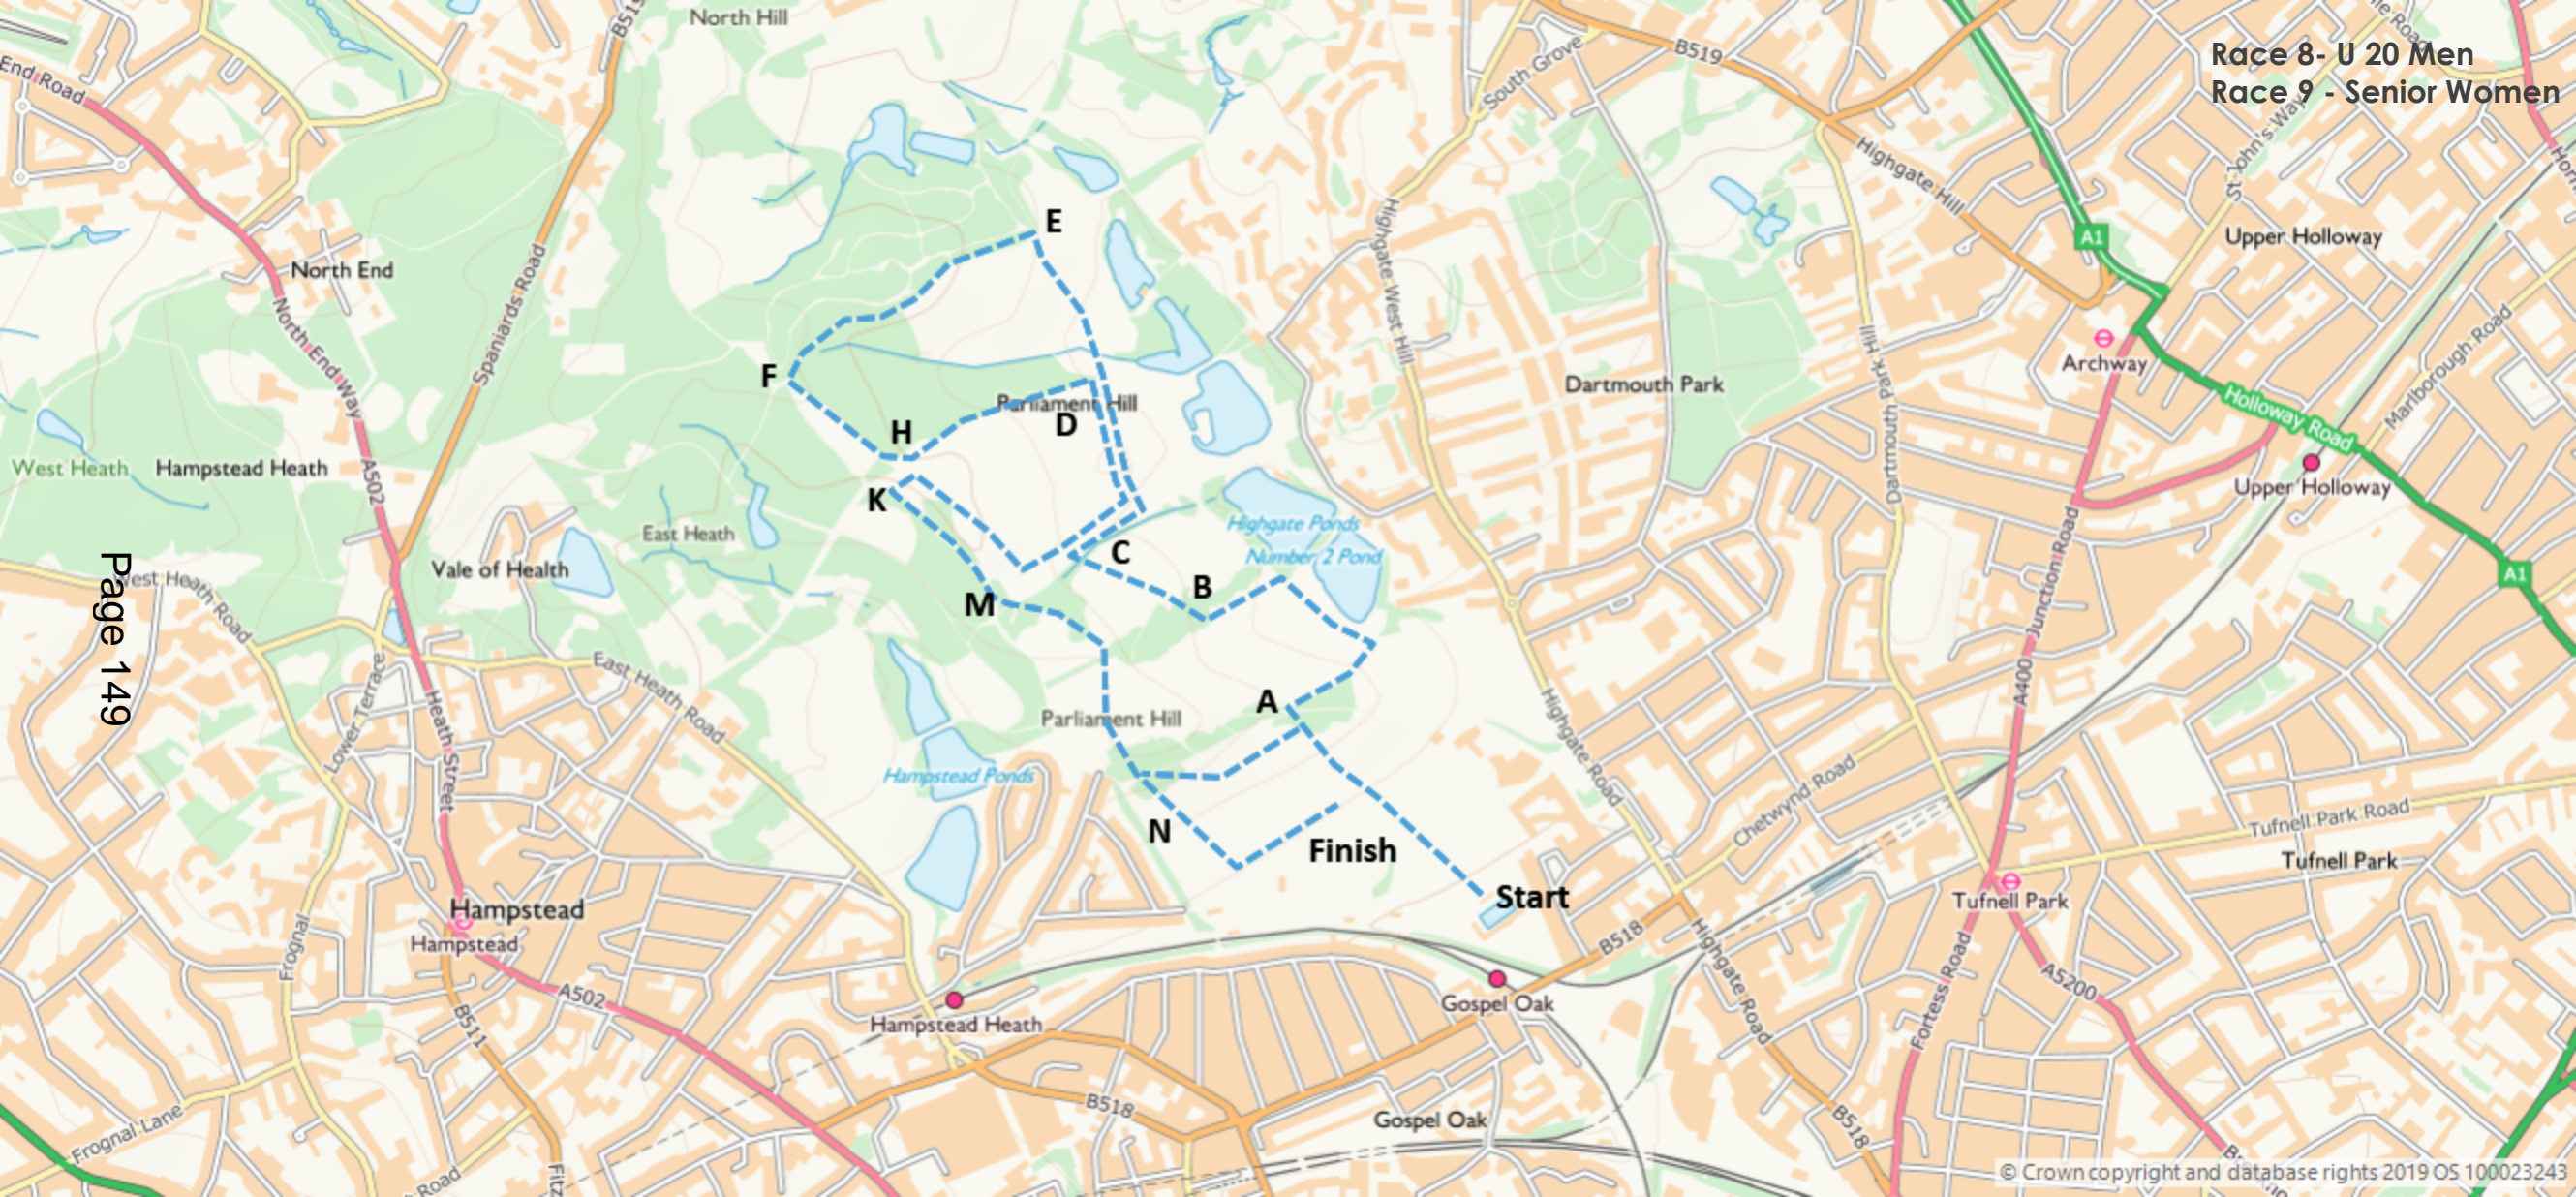 North Hill
B519
B519
South Grove
Race 8- U 20 Men
Race 9 - Senior Women
End Road
Highgate Hill
St John's Way
A1
Upper Holloway
E
North End
Spaniards Road
Highgate West Hill
North End Way
Dartmouth Park Hill
Archway
Marlborough Road
F
Parliament Hill
Dartmouth Park
Holloway Road
H
D
West Heath
Hampstead Heath
A502
K
Upper Holloway
East Heath
Highgate Ponds
Number 2 Pond
C
Vale of Health
Junction Road
A1
West Heath Road
B
M
Page 149
East Heath Road
Lower Terrace
A400
A
Parliament Hill
Heath Street
Highgate Road
Hampstead Ponds
Chetwynd Road
N
Tufnell Park Road
Finish
Tufnell Park
Start
Tufnell Park
Hampstead
Hampstead
Frognal
B518
Highgate Road
Fortess Road
A5200
A502
Gospel Oak
B511
Hampstead Heath
B518
Gospel Oak
B518
Frognal Lane
Road
Fitz
© Crown copyright and database rights 2019 OS 100023243